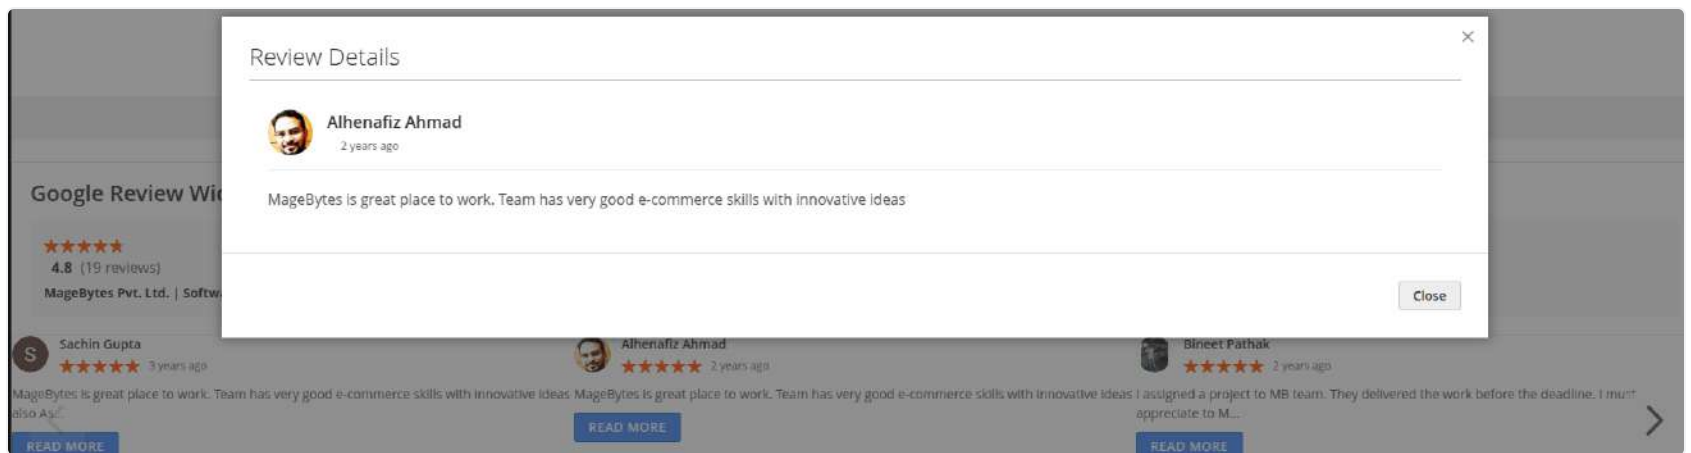 ×
Review Details
Alhenafiz Ahmad
2 years ago
MageBytes is great place to work. Team has very good e-commerce skills with innovative ideas
Close
Google Review Wi
4.8 (19 reviews)
MageBytes Pvt. Ltd. | Softw
S
Sachin Gupta
3 years ago
MageBytes is great place to work. Team has very good e-commerce skills with innovative ideas
also As...
READ MORE
Alhenafiz Ahmad
2 years ago
MageBytes is great place to work. Team has very good e-commerce skills with innovative ideas
READ MORE
Bineet Pathak
2 years ago
I assigned a project to MB team. They delivered the work before the deadline. I must
appreciate to M...
READ MORE